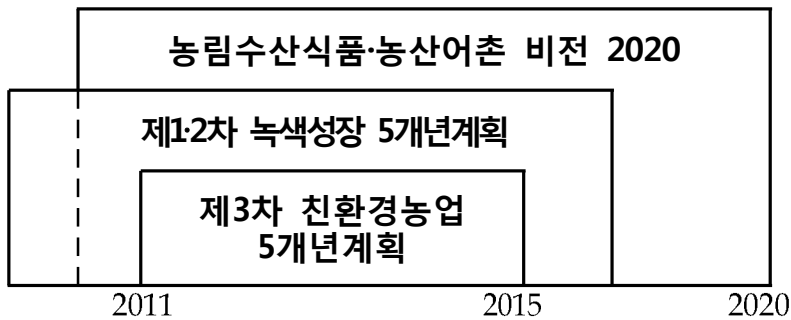 농림수산식품·농산어촌 비전 2020
제1·2차 녹색성장 5개년계획
제3차 친환경농업
5개년계획
2011 2015 2020